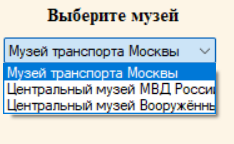 Выберите музей
Музей транспорта Москвы
Музей транспорта Москвы
Центральный музей МВД Росси
Центральный музей Вооружённы